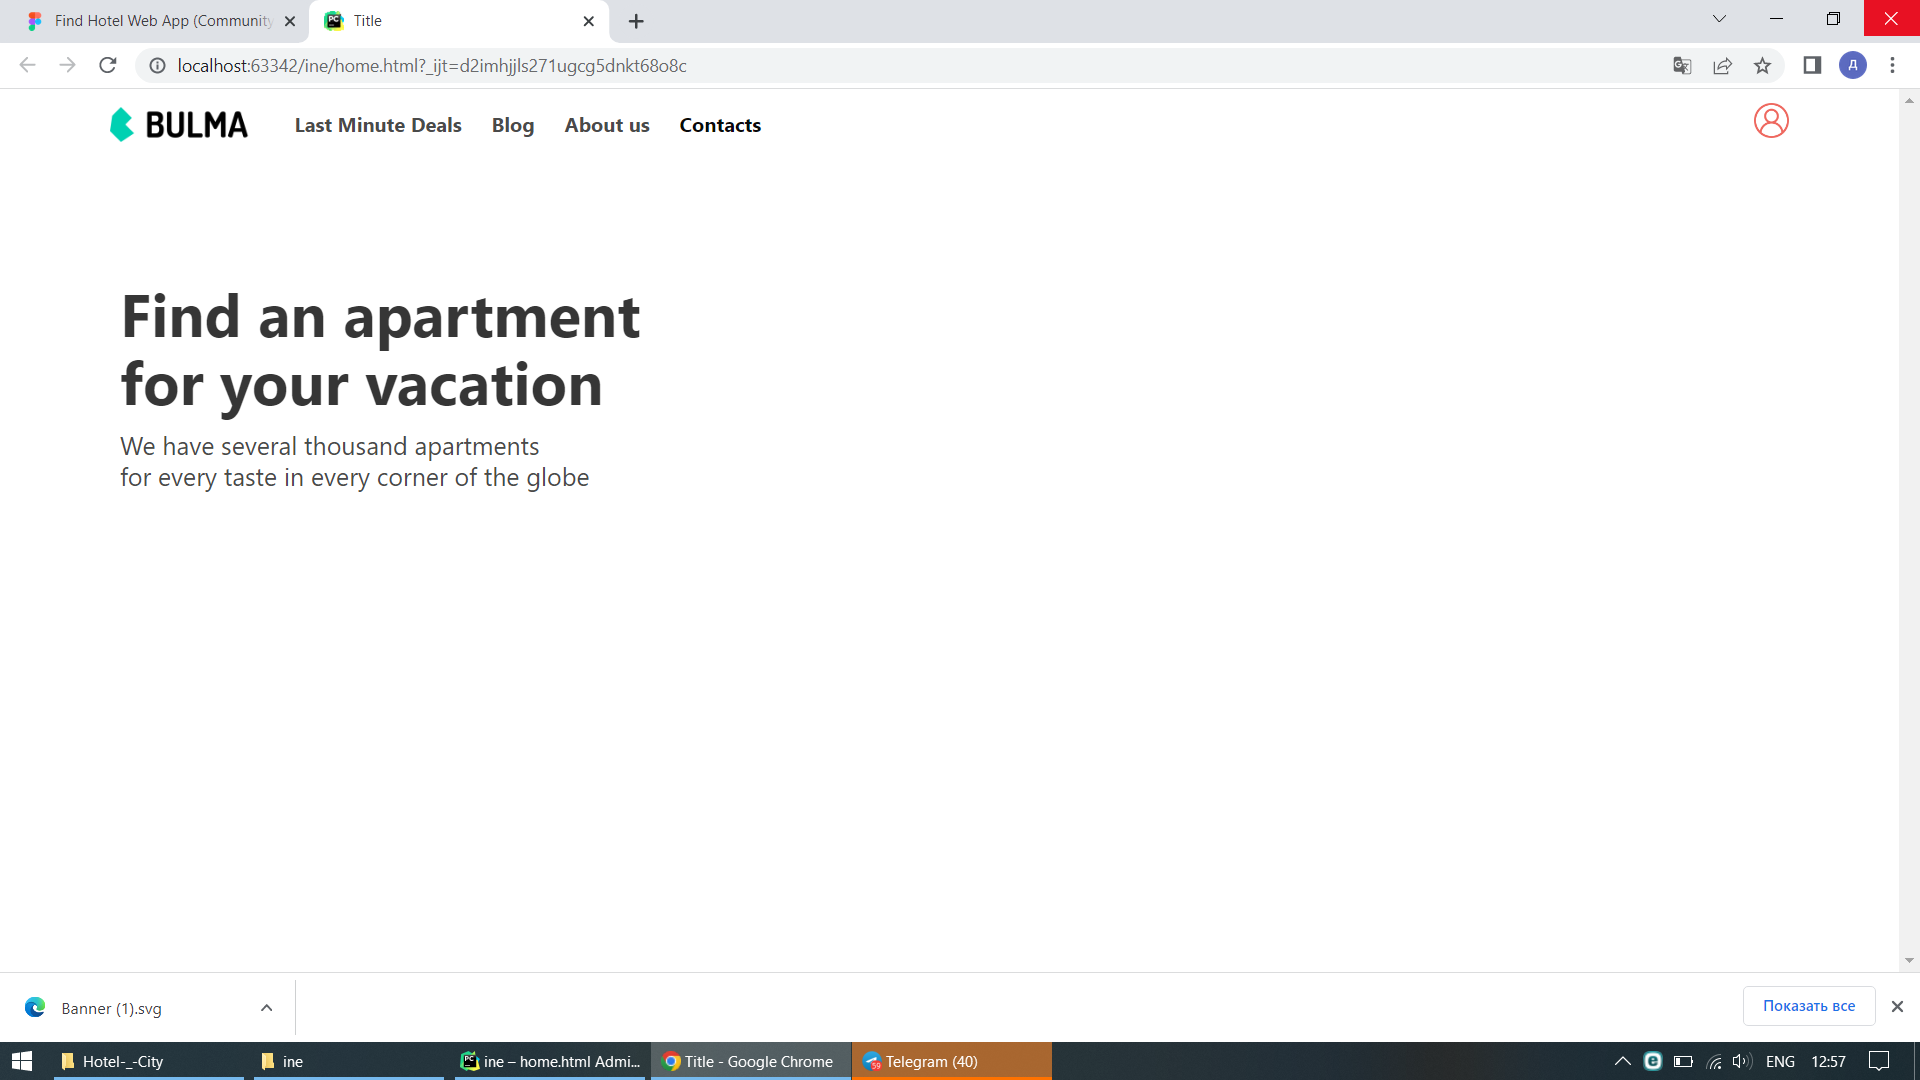 Find Hotel Web App (Community
Title
localhost:63342/ine/home.html?_ijt=d2imhjjls271ugcg5dnkt68o8c
Д
BULMA
Last Minute Deals
Blog
About us
Contacts
Find an apartment
for your vacation
We have several thousand apartments
for every taste in every corner of the globe
Banner (1).svg
Показать все
Hotel-_-City
ine
ine – home.html Admi...
Title - Google Chrome
59
Telegram (40)
ENG
12:57